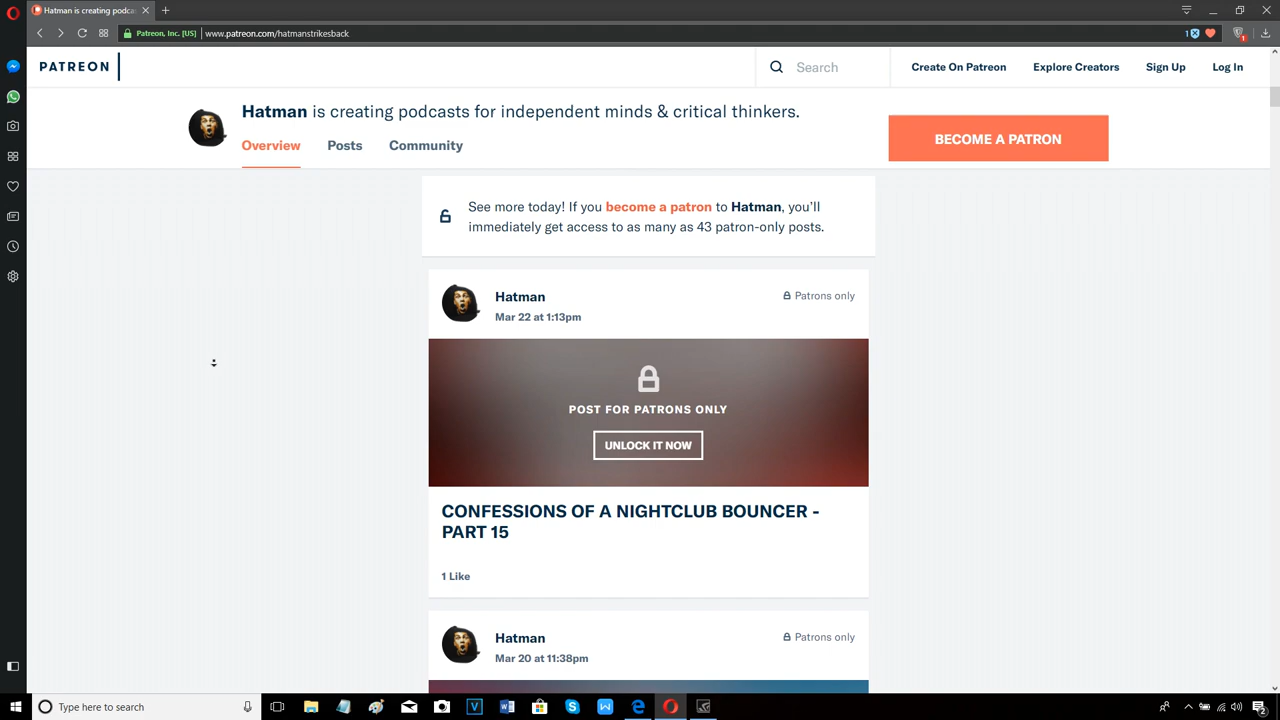 Hatman is creating podca
Patreon, Inc. [US]
www.patreon.com/hatmanstrikesback
1
1
PATREON
Search
Create On Patreon
Explore Creators
Sign Up
Log In
Hatman is creating podcasts for independent minds & critical thinkers.
Overview
Posts
Community
BECOME A PATRON
See more today! If you become a patron to Hatman, you'll
immediately get access to as many as 43 patron-only posts.
Hatman
Patrons only
Mar 22 at 1:13pm
POST FOR PATRONS ONLY
UNLOCK IT NOW
CONFESSIONS OF A NIGHTCLUB BOUNCER -
PART 15
1 Like
Hatman
Patrons only
Mar 20 at 11:38pm
Type here to search